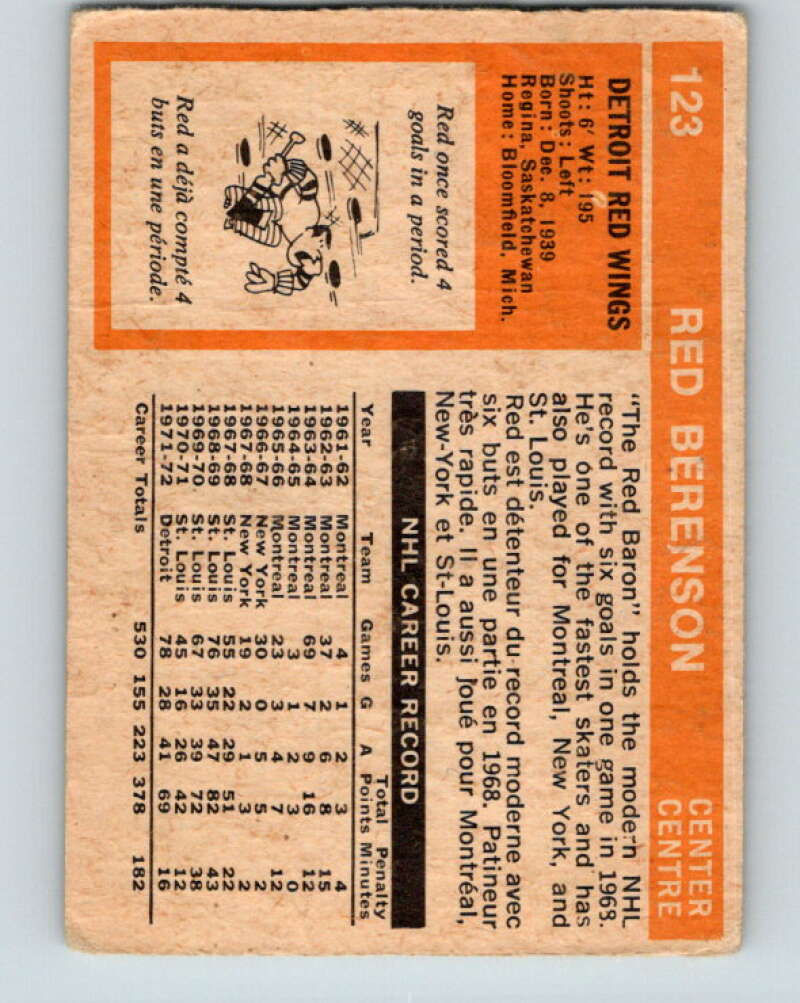 123 RED BERENSON CENTER
CENTRE
DETROIT RED WINGS
Ht: 6' Wt: 195
Shoots: Left
Born: Dec. 8, 1939
Regina, Saskatchewan
Home: Bloomfield, Mich.
Red once scored 4
goals in a period.
Red a déjà compté 4
buts en une période.
"The Red Baron" holds the modern NHL
record with six goals in one game in 1968.
He's one of the fastest skaters and has
also played for Montreal, New York, and
St. Louis.
Red est détenteur du record moderne avec
six buts en une partie en 1968. Patineur
très rapide. Il a aussi joué pour Montréal,
New-York et St-Louis.
NHL CAREER RECORD
Total Penalty
Year Team Games G A Points Minutes
1961-62 Montreal 4 1 2 3 4
1962-63 Montreal 37 2 6 8 15
1963-64 Montreal 69 7 9 16 12
1964-65 Montreal 3 1 2 3 0
1965-66 Montreal 23 3 4 7 12
1966-67 New York 30 0 5 5 2
1967-68 New York 19 2 1 3 2
1967-68 St. Louis 55 22 29 51 22
1968-69 St. Louis 76 35 47 82 43
1969-70 St. Louis 67 33 39 72 38
1970-71 St. Louis 45 16 26 42 12
1971-72 Detroit 78 28 41 69 16
Career Totals 530 155 223 378 182